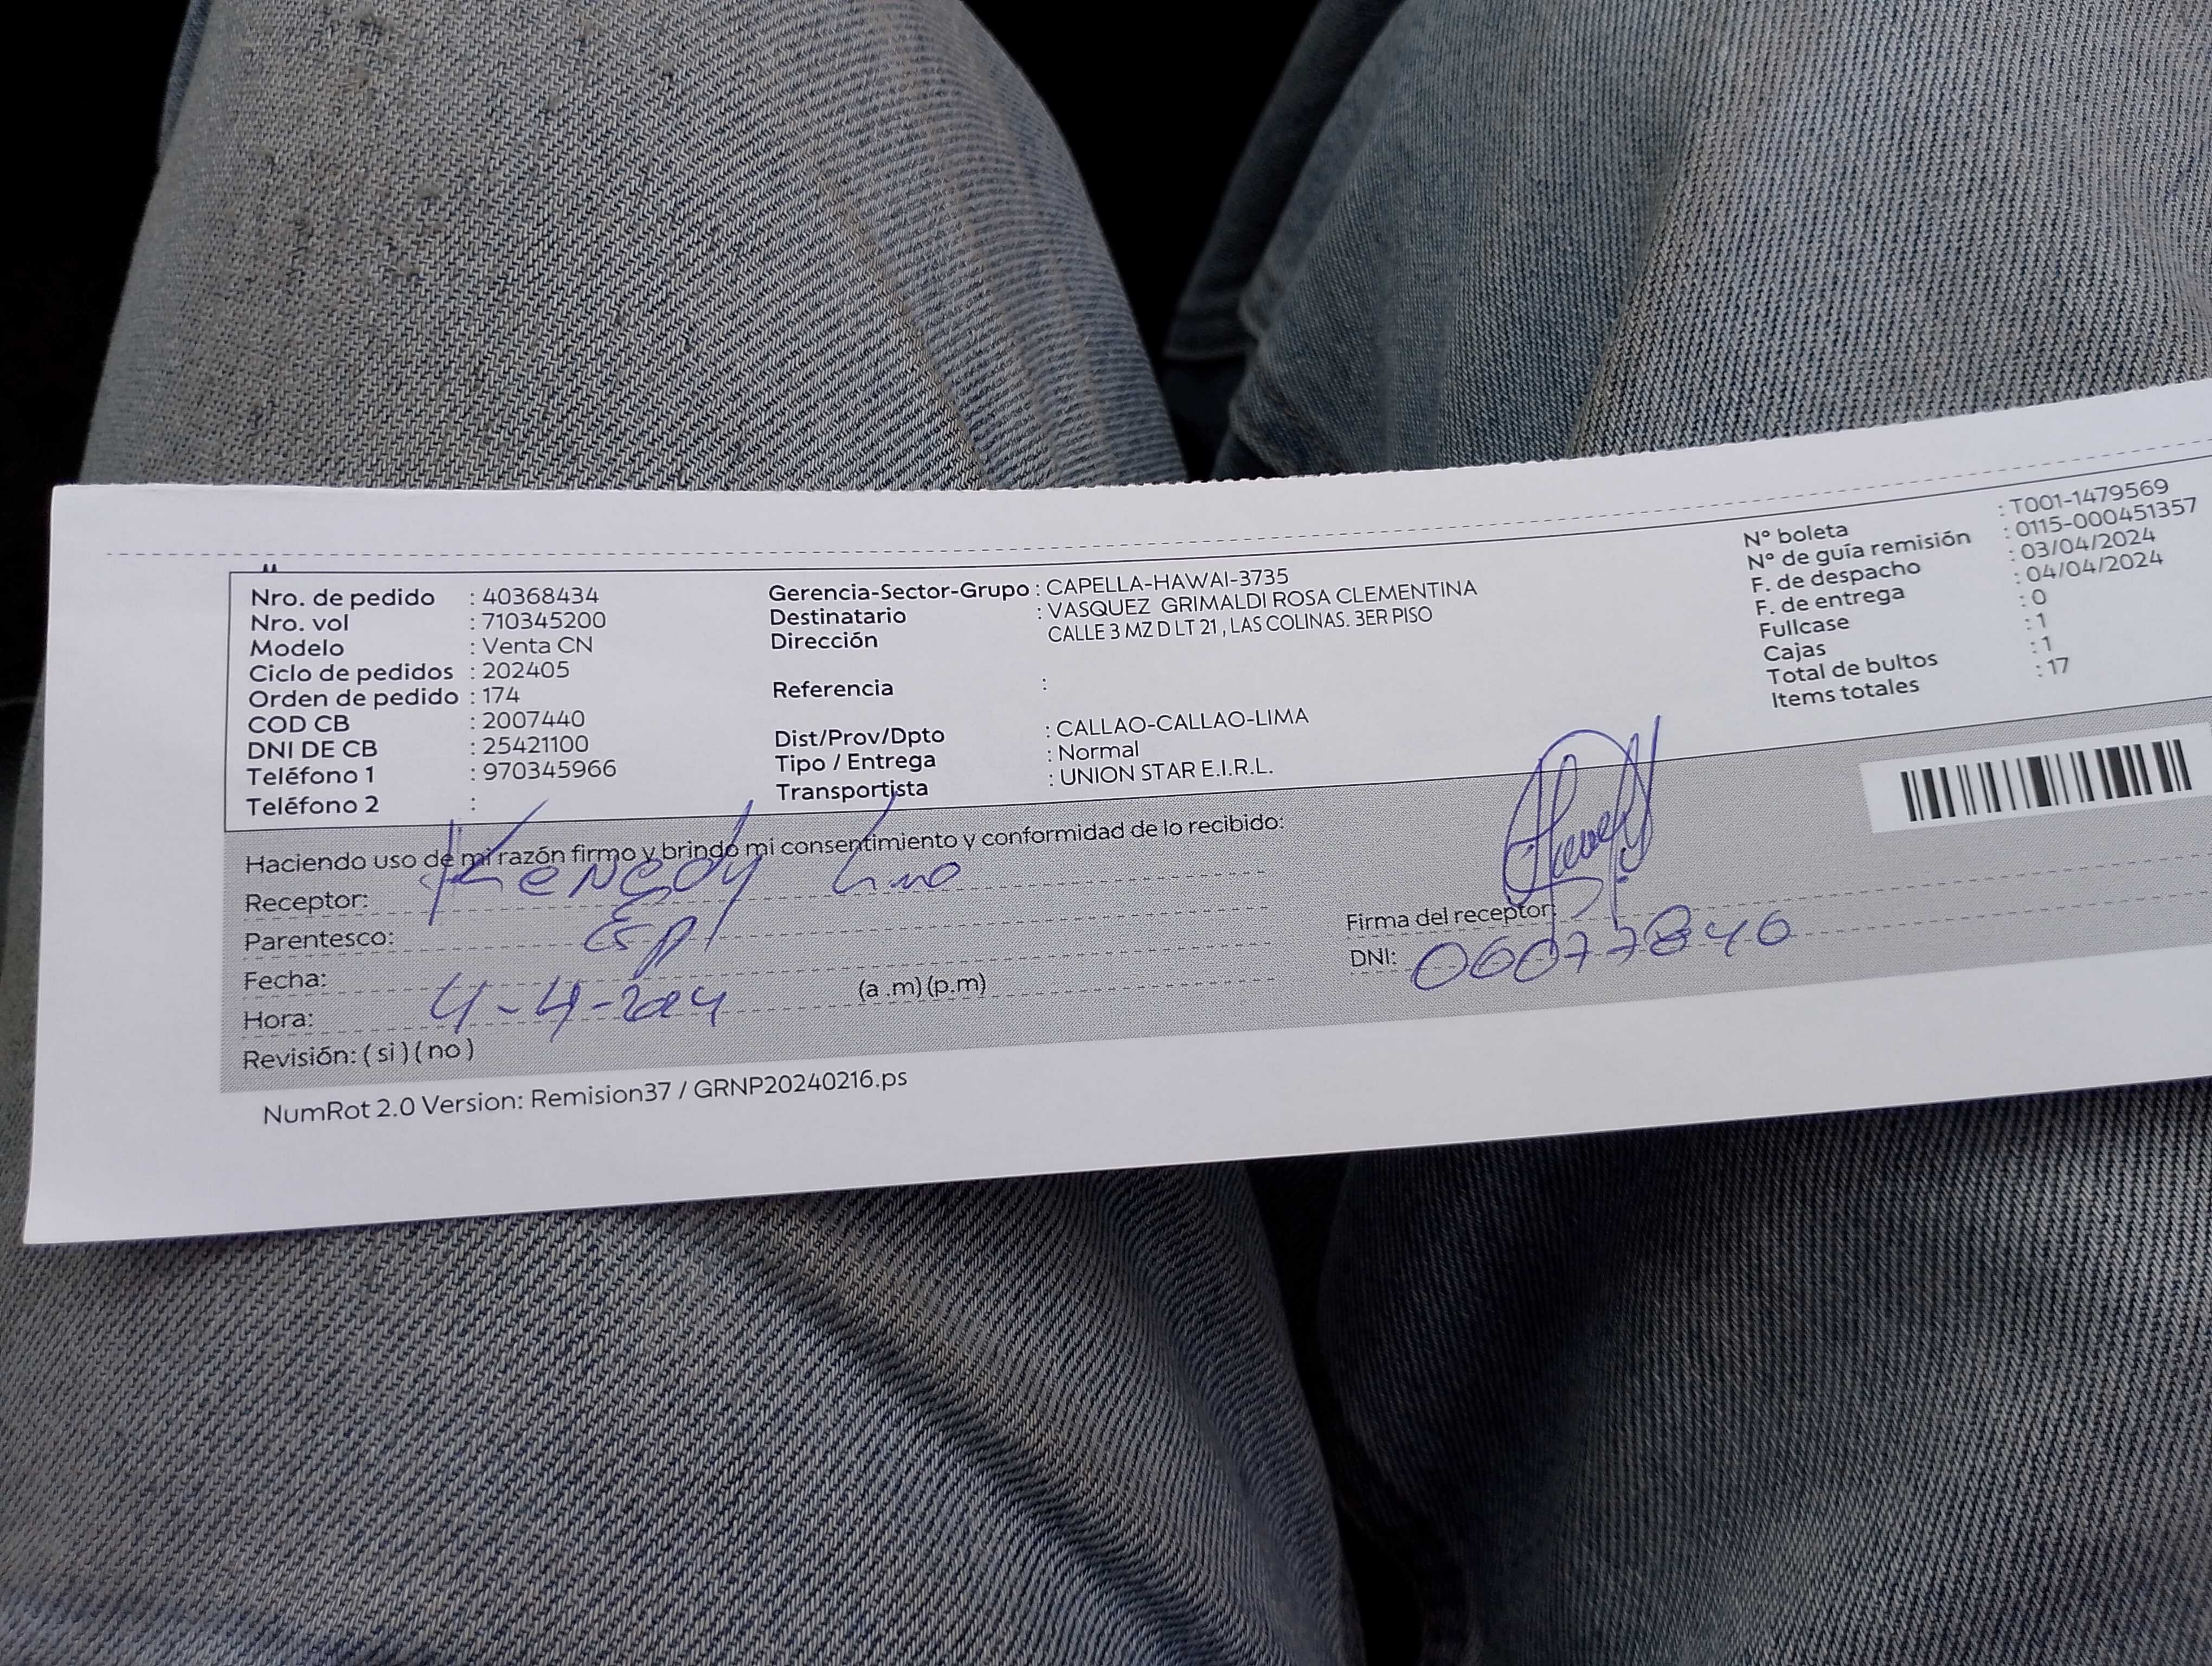 Nro. de pedido : 40368434
Nro. vol : 710345200
Modelo : Venta CN
Ciclo de pedidos : 202405
Orden de pedido : 174
COD CB : 2007440
DNI DE CB : 25421100
Teléfono 1 : 970345966
Teléfono 2 :
Gerencia-Sector-Grupo : CAPELLA-HAWAI-3735
Destinatario : VASQUEZ GRIMALDI ROSA CLEMENTINA
Dirección CALLE 3 MZ D LT 21 , LAS COLINAS. 3ER PISO
Referencia :
Dist/Prov/Dpto : CALLAO-CALLAO-LIMA
Tipo / Entrega : Normal
Transportista : UNION STAR E.I.R.L.
N° boleta : T001-1479569
N° de guía remisión : 0115-000451357
F. de despacho : 03/04/2024
F. de entrega : 04/04/2024
Fullcase : 0
Cajas : 1
Total de bultos : 1
Items totales : 17
Haciendo uso de mi razón firmo y brindo mi consentimiento y conformidad de lo recibido:
Receptor: Kenedy
Parentesco:
Fecha:
Hora: 4-4-2024 (a .m) (p.m)
Revisión: ( si ) ( no )
Firma del receptor:
DNI: 06077840
NumRot 2.0 Version: Remision37 / GRNP20240216.ps